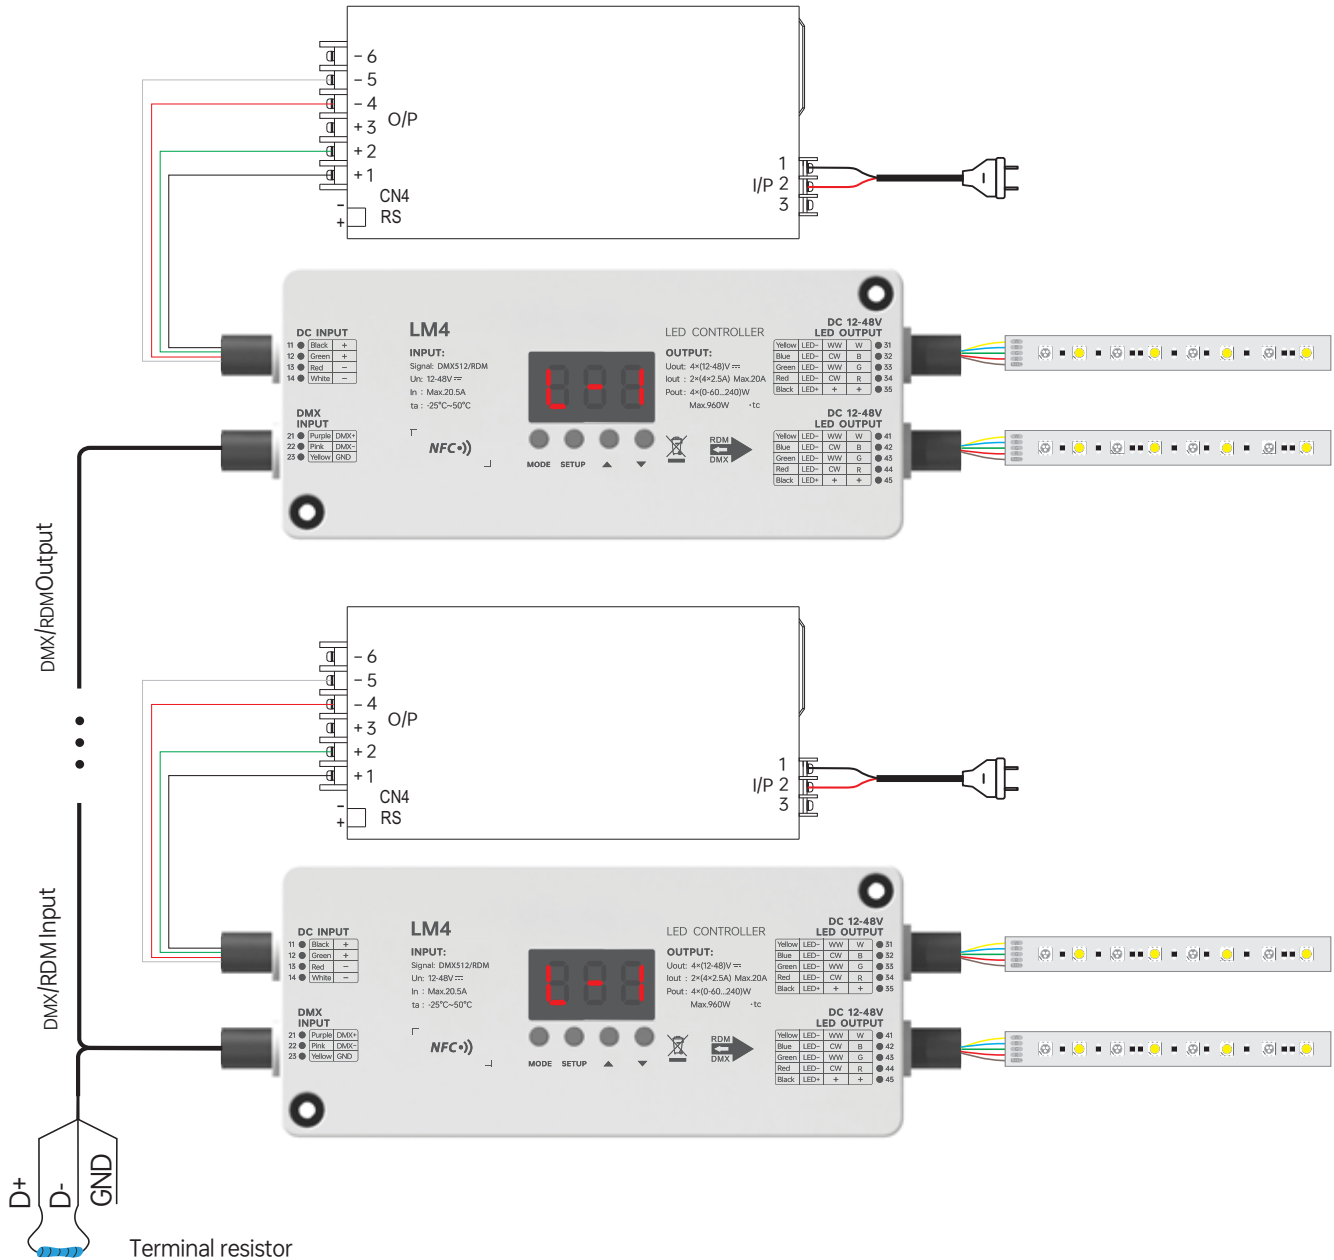 - 6
- 5
- 4
+ 3
+ 2
+ 1
O/P
CN4
- 
+
RS
1
I/P 2
3
DC INPUT
11 Black +
12 Green +
13 Red -
14 White -
DMX
INPUT
21 Purple DMX+
22 Pink DMX-
23 Yellow GND
LM4
INPUT:
Signal: DMX512/RDM
Un: 12-48V⎓
In : Max.20.5A
ta : -25°C~50°C
NFC
L-1
MODE SETUP ▲ ▼
LED CONTROLLER
OUTPUT:
Uout: 4×(12-48)V⎓
Iout : 2×(4×2.5A) Max.20A
Pout: 4×(0-60...240)W
Max.960W •tc
RDM
DMX
DC 12-48V
LED OUTPUT
Yellow LED- WW W 31
Blue LED- CW B 32
Green LED- WW G 33
Red LED- CW R 34
Black LED+ + + 35
DC 12-48V
LED OUTPUT
Yellow LED- WW W 41
Blue LED- CW B 42
Green LED- WW G 43
Red LED- CW R 44
Black LED+ + + 45
DMX/RDM Output
- 6
- 5
- 4
+ 3
+ 2
+ 1
O/P
CN4
-
+
RS
1
I/P 2
3
DMX/RDM Input
DC INPUT
11 Black +
12 Green +
13 Red -
14 White -
DMX
INPUT
21 Purple DMX+
22 Pink DMX-
23 Yellow GND
LM4
INPUT:
Signal: DMX512/RDM
Un: 12-48V⎓
In : Max.20.5A
ta : -25°C~50°C
NFC
L-1
MODE SETUP ▲ ▼
LED CONTROLLER
OUTPUT:
Uout: 4×(12-48)V⎓
Iout : 2×(4×2.5A) Max.20A
Pout: 4×(0-60...240)W
Max.960W •tc
RDM
DMX
DC 12-48V
LED OUTPUT
Yellow LED- WW W 31
Blue LED- CW B 32
Green LED- WW G 33
Red LED- CW R 34
Black LED+ + + 35
DC 12-48V
LED OUTPUT
Yellow LED- WW W 41
Blue LED- CW B 42
Green LED- WW G 43
Red LED- CW R 44
Black LED+ + + 45
D+
D-
GND
Terminal resistor